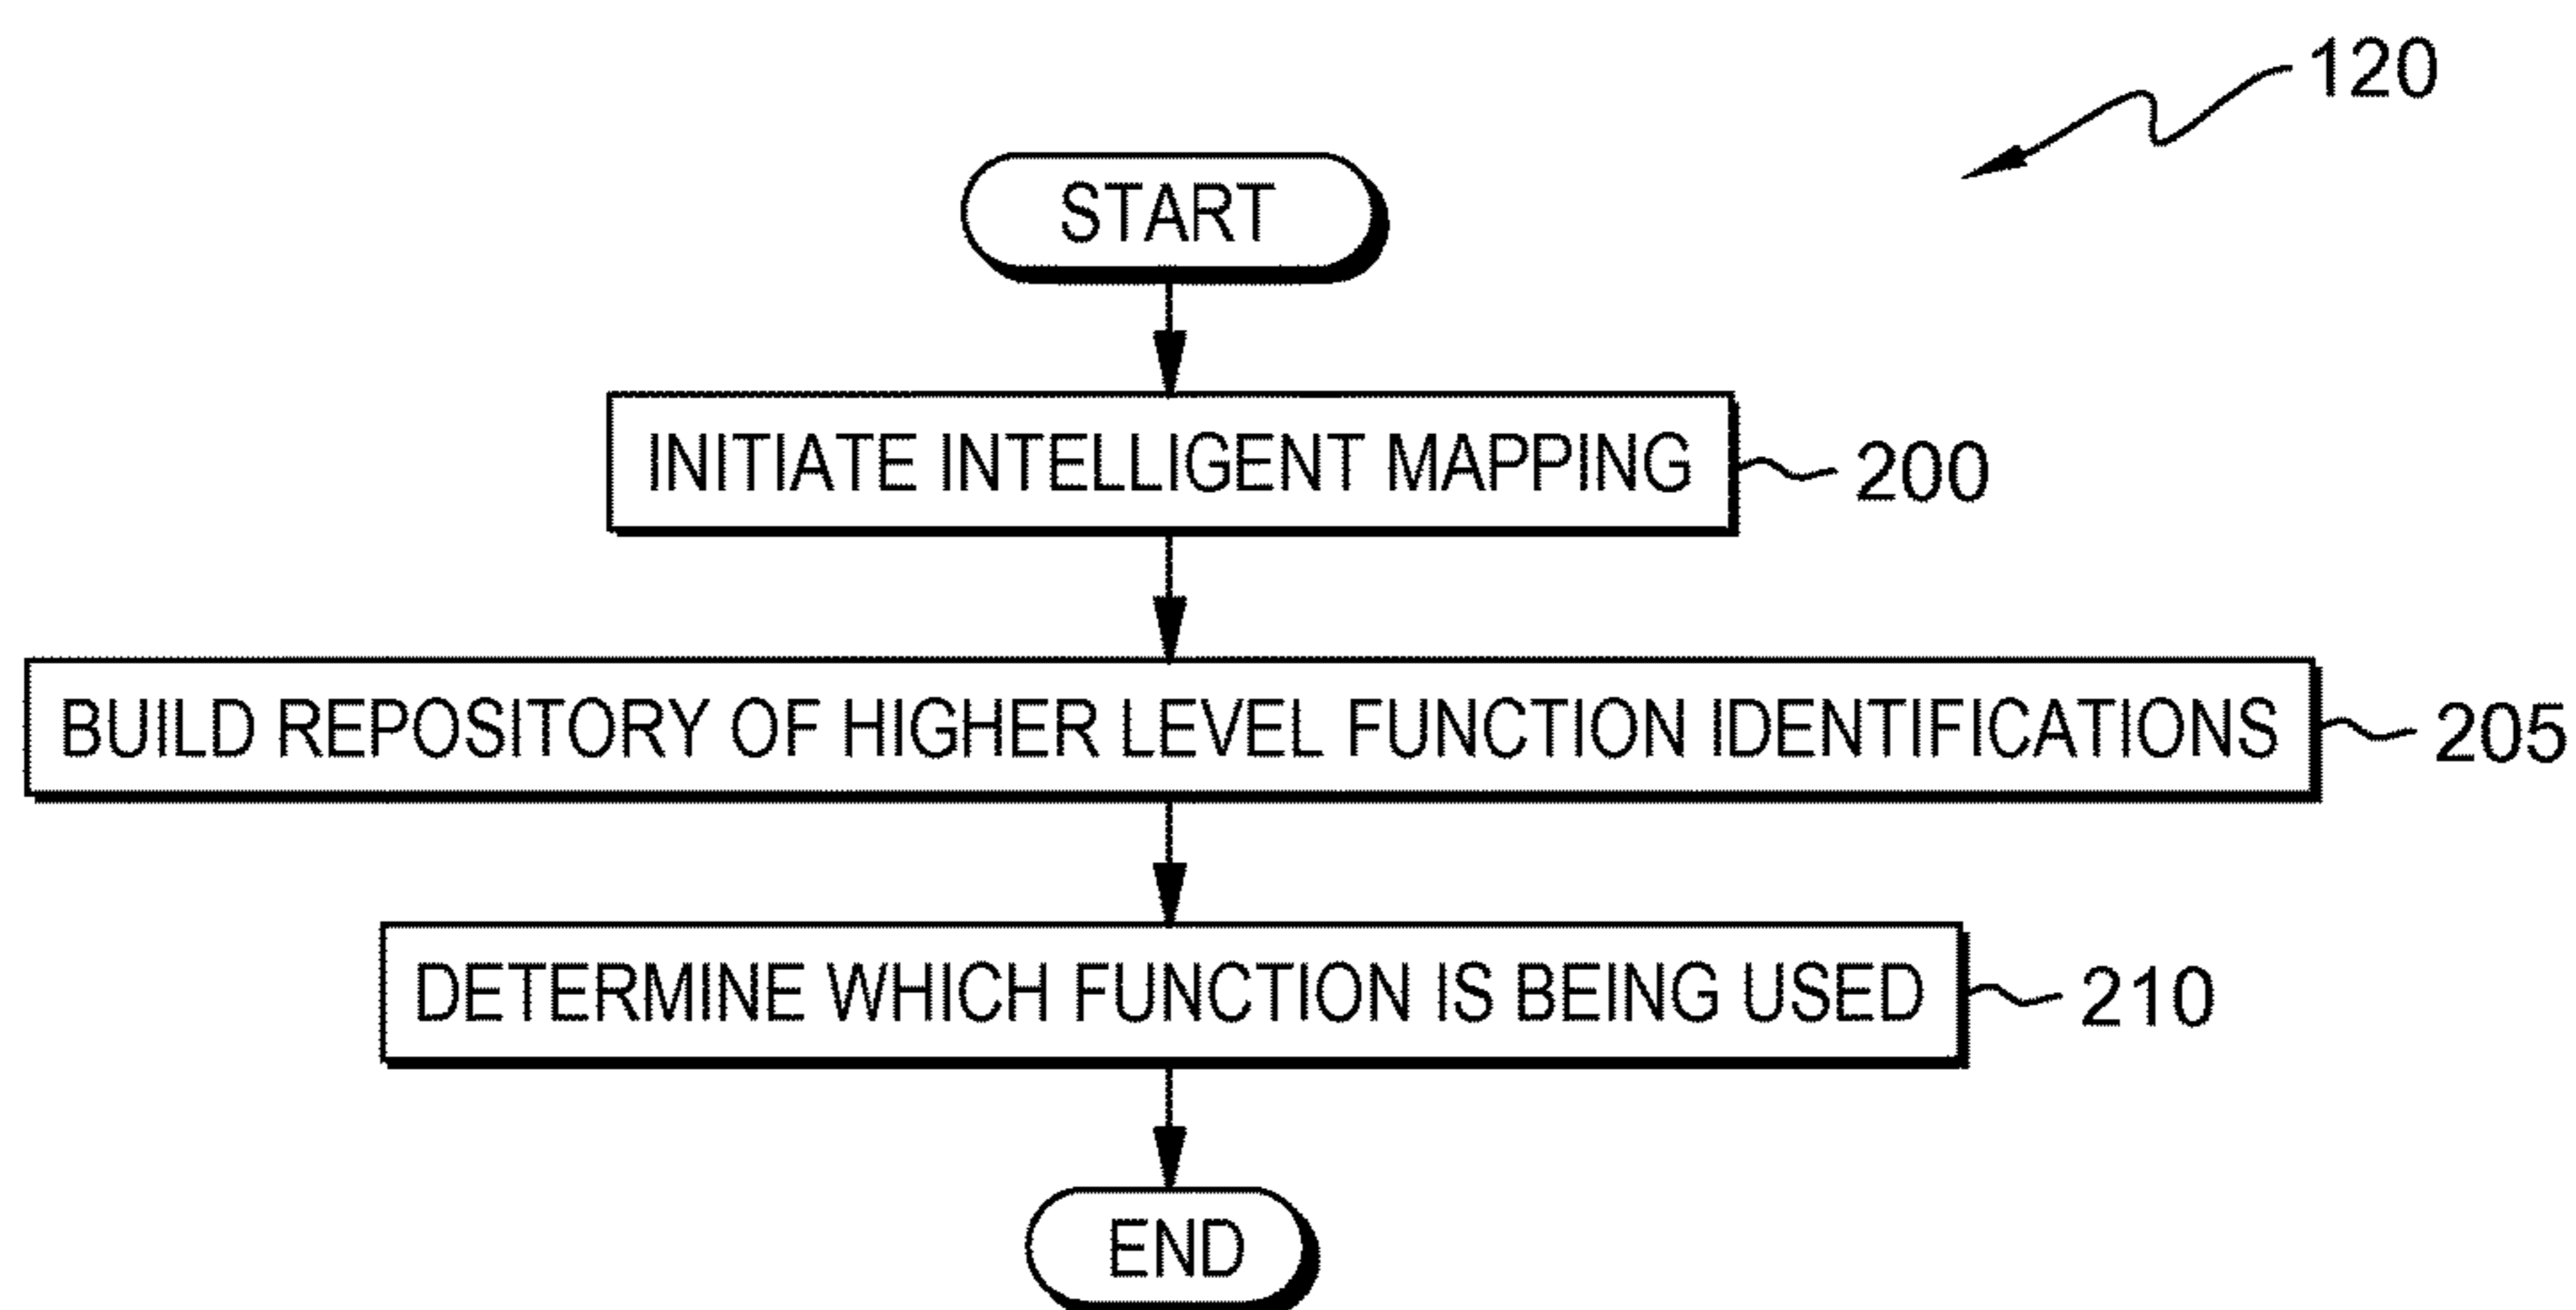 120
START
INITIATE INTELLIGENT MAPPING
200
BUILD REPOSITORY OF HIGHER LEVEL FUNCTION IDENTIFICATIONS
205
DETERMINE WHICH FUNCTION IS BEING USED
210
END